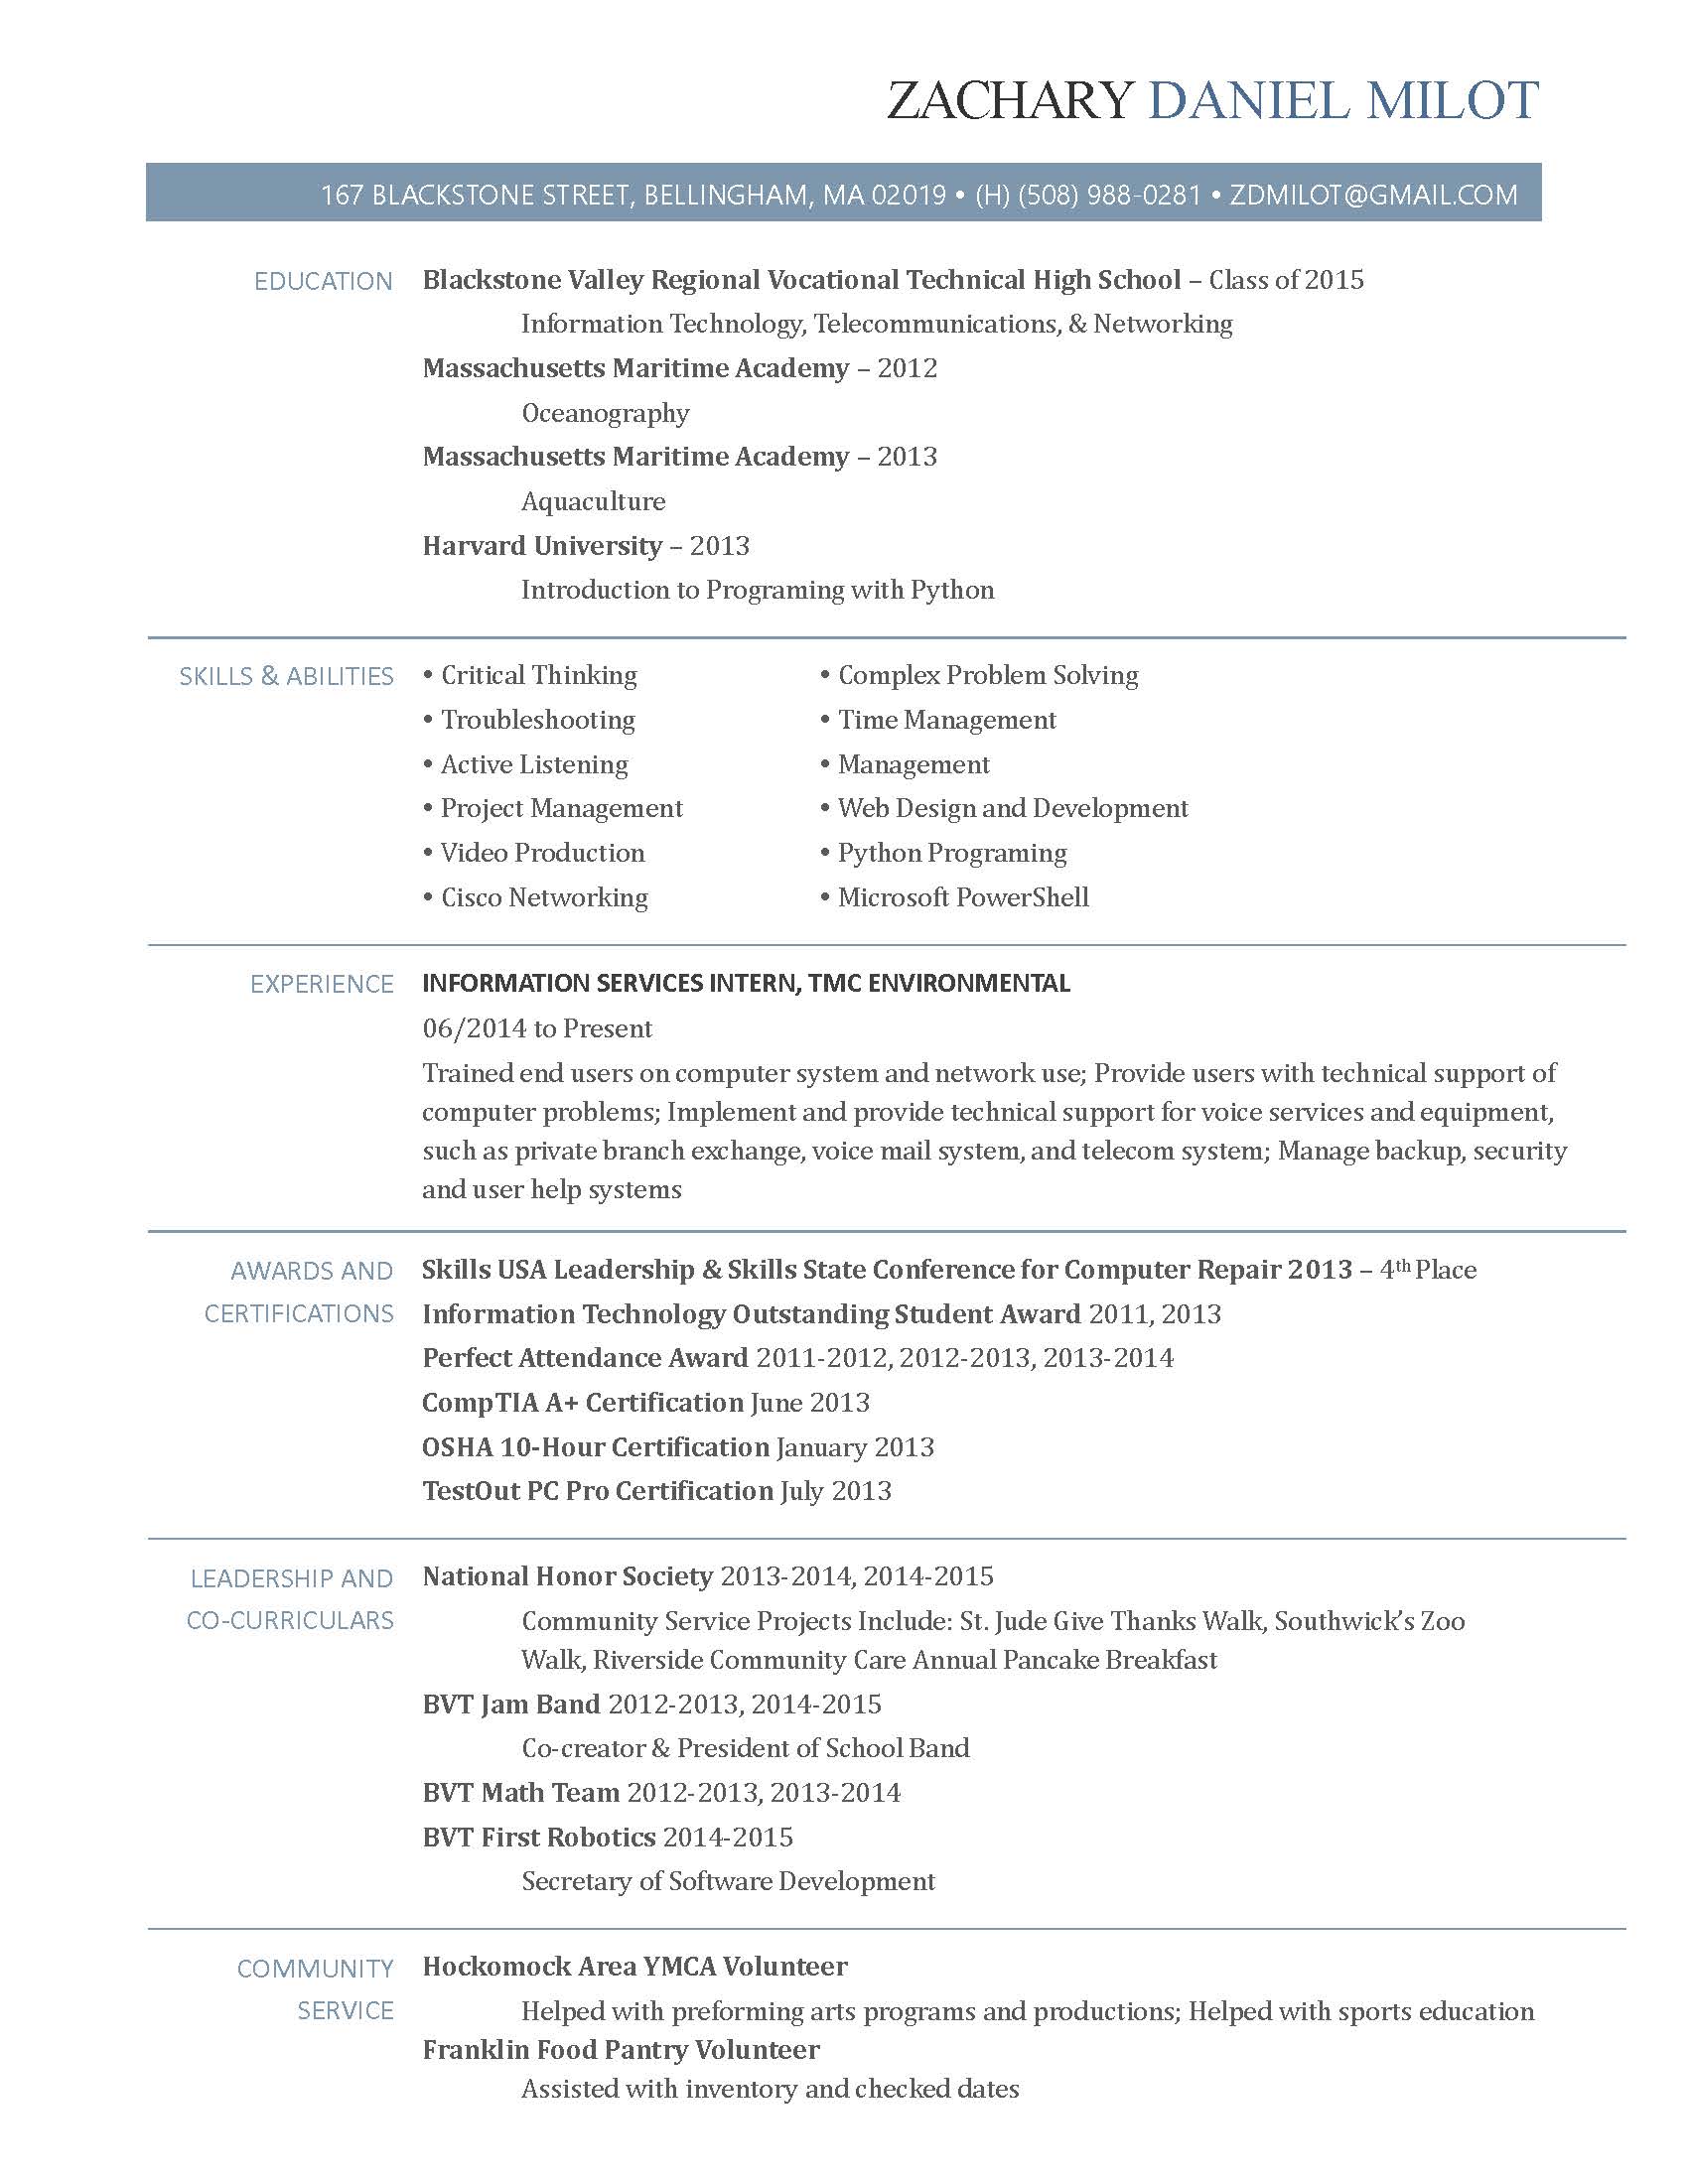 ZACHARY DANIEL MILOT
167 BLACKSTONE STREET, BELLINGHAM, MA 02019 • (H) (508) 988-0281 • ZDMILOT@GMAIL.COM
EDUCATION
Blackstone Valley Regional Vocational Technical High School – Class of 2015
Information Technology, Telecommunications, & Networking
Massachusetts Maritime Academy – 2012
Oceanography
Massachusetts Maritime Academy – 2013
Aquaculture
Harvard University – 2013
Introduction to Programing with Python
SKILLS & ABILITIES
• Critical Thinking
• Troubleshooting
• Active Listening
• Project Management
• Video Production
• Cisco Networking
• Complex Problem Solving
• Time Management
• Management
• Web Design and Development
• Python Programing
• Microsoft PowerShell
EXPERIENCE
INFORMATION SERVICES INTERN, TMC ENVIRONMENTAL
06/2014 to Present
Trained end users on computer system and network use; Provide users with technical support of
computer problems; Implement and provide technical support for voice services and equipment,
such as private branch exchange, voice mail system, and telecom system; Manage backup, security
and user help systems
AWARDS AND
CERTIFICATIONS
Skills USA Leadership & Skills State Conference for Computer Repair 2013 – 4th Place
Information Technology Outstanding Student Award 2011, 2013
Perfect Attendance Award 2011-2012, 2012-2013, 2013-2014
CompTIA A+ Certification June 2013
OSHA 10-Hour Certification January 2013
TestOut PC Pro Certification July 2013
LEADERSHIP AND
CO-CURRICULARS
National Honor Society 2013-2014, 2014-2015
Community Service Projects Include: St. Jude Give Thanks Walk, Southwick's Zoo
Walk, Riverside Community Care Annual Pancake Breakfast
BVT Jam Band 2012-2013, 2014-2015
Co-creator & President of School Band
BVT Math Team 2012-2013, 2013-2014
BVT First Robotics 2014-2015
Secretary of Software Development
COMMUNITY
SERVICE
Hockomock Area YMCA Volunteer
Helped with preforming arts programs and productions; Helped with sports education
Franklin Food Pantry Volunteer
Assisted with inventory and checked dates